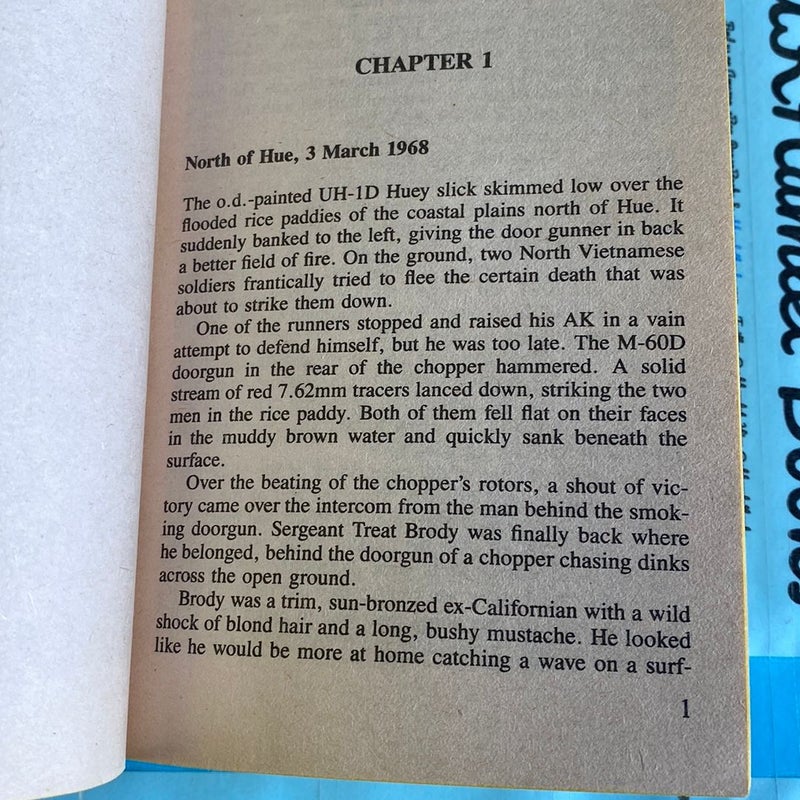 CHAPTER 1
North of Hue, 3 March 1968
The o.d.-painted UH-1D Huey slick skimmed low over the
flooded rice paddies of the coastal plains north of Hue. It
suddenly banked to the left, giving the door gunner in back
a better field of fire. On the ground, two North Vietnamese
soldiers frantically tried to flee the certain death that was
about to strike them down.
One of the runners stopped and raised his AK in a vain
attempt to defend himself, but he was too late. The M-60D
doorgun in the rear of the chopper hammered. A solid
stream of red 7.62mm tracers lanced down, striking the two
men in the rice paddy. Both of them fell flat on their faces
in the muddy brown water and quickly sank beneath the
surface.
Over the beating of the chopper's rotors, a shout of vic-
tory came over the intercom from the man behind the smok-
ing doorgun. Sergeant Treat Brody was finally back where
he belonged, behind the doorgun of a chopper chasing dinks
across the open ground.
Brody was a trim, sun-bronzed ex-Californian with a wild
shock of blond hair and a long, bushy mustache. He looked
like he would be more at home catching a wave on a surf-
1